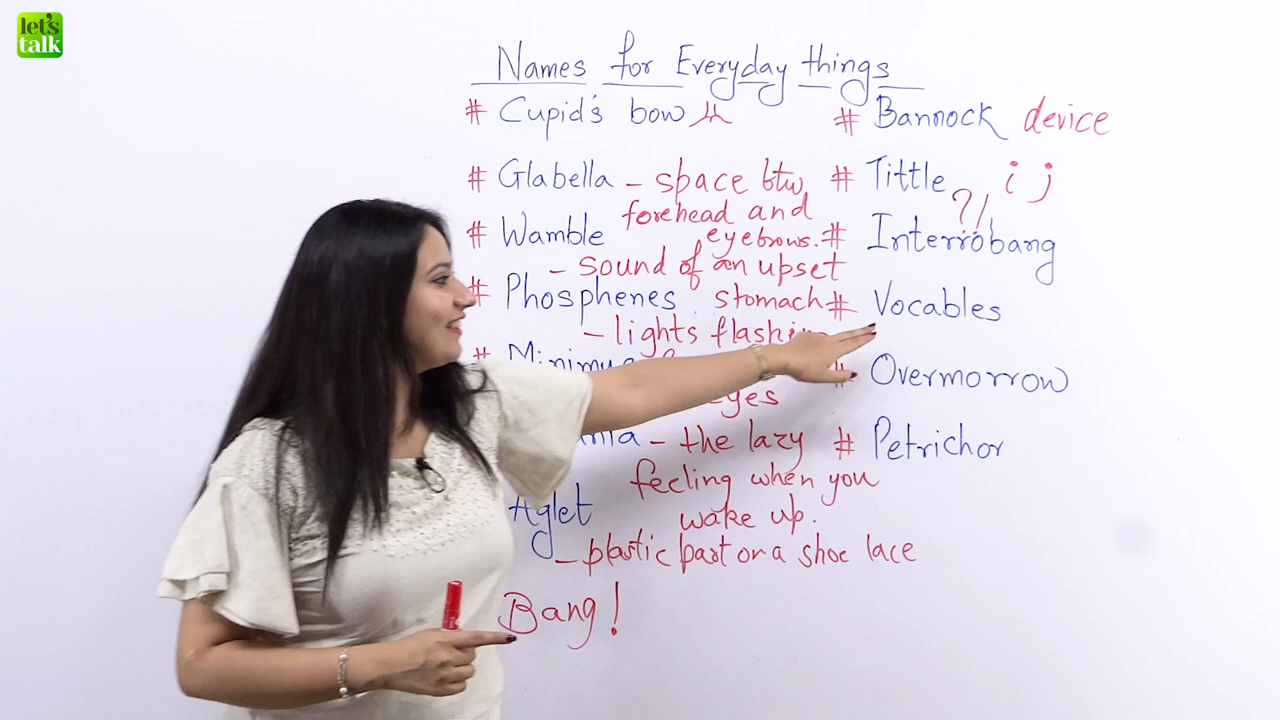 let's
talk
Names for Everyday things
# Cupid's bow
# Glabella - space btw
forehead and
eyebrows.
# Wamble
- sound of an upset
stomach
# Phosphenes
- lights
eyes
- the lazy
feeling when you
wake up.
Aglet
- plastic part on a shoe lace
Bang!
# Bannock device
# Tittle i j
?!
# Interrobang
# Vocables
# Overmorrow
# Petrichor